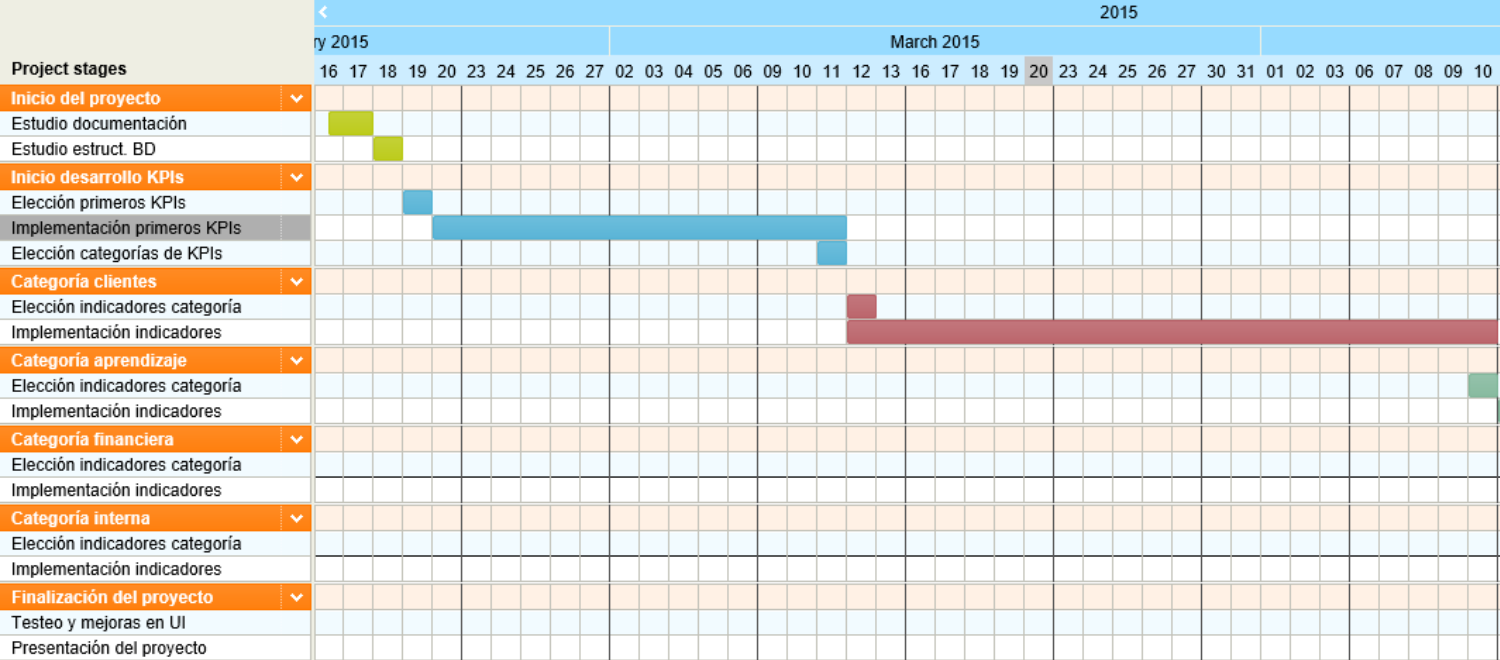 2015
ry 2015 March 2015
Project stages 16 17 18 19 20 23 24 25 26 27 02 03 04 05 06 09 10 11 12 13 16 17 18 19 20 23 24 25 26 27 30 31 01 02 03 06 07 08 09 10
Inicio del proyecto
Estudio documentación
Estudio estruct. BD
Inicio desarrollo KPIs
Elección primeros KPIs
Implementación primeros KPIs
Elección categorías de KPIs
Categoría clientes
Elección indicadores categoría
Implementación indicadores
Categoría aprendizaje
Elección indicadores categoría
Implementación indicadores
Categoría financiera
Elección indicadores categoría
Implementación indicadores
Categoría interna
Elección indicadores categoría
Implementación indicadores
Finalización del proyecto
Testeo y mejoras en UI
Presentación del proyecto